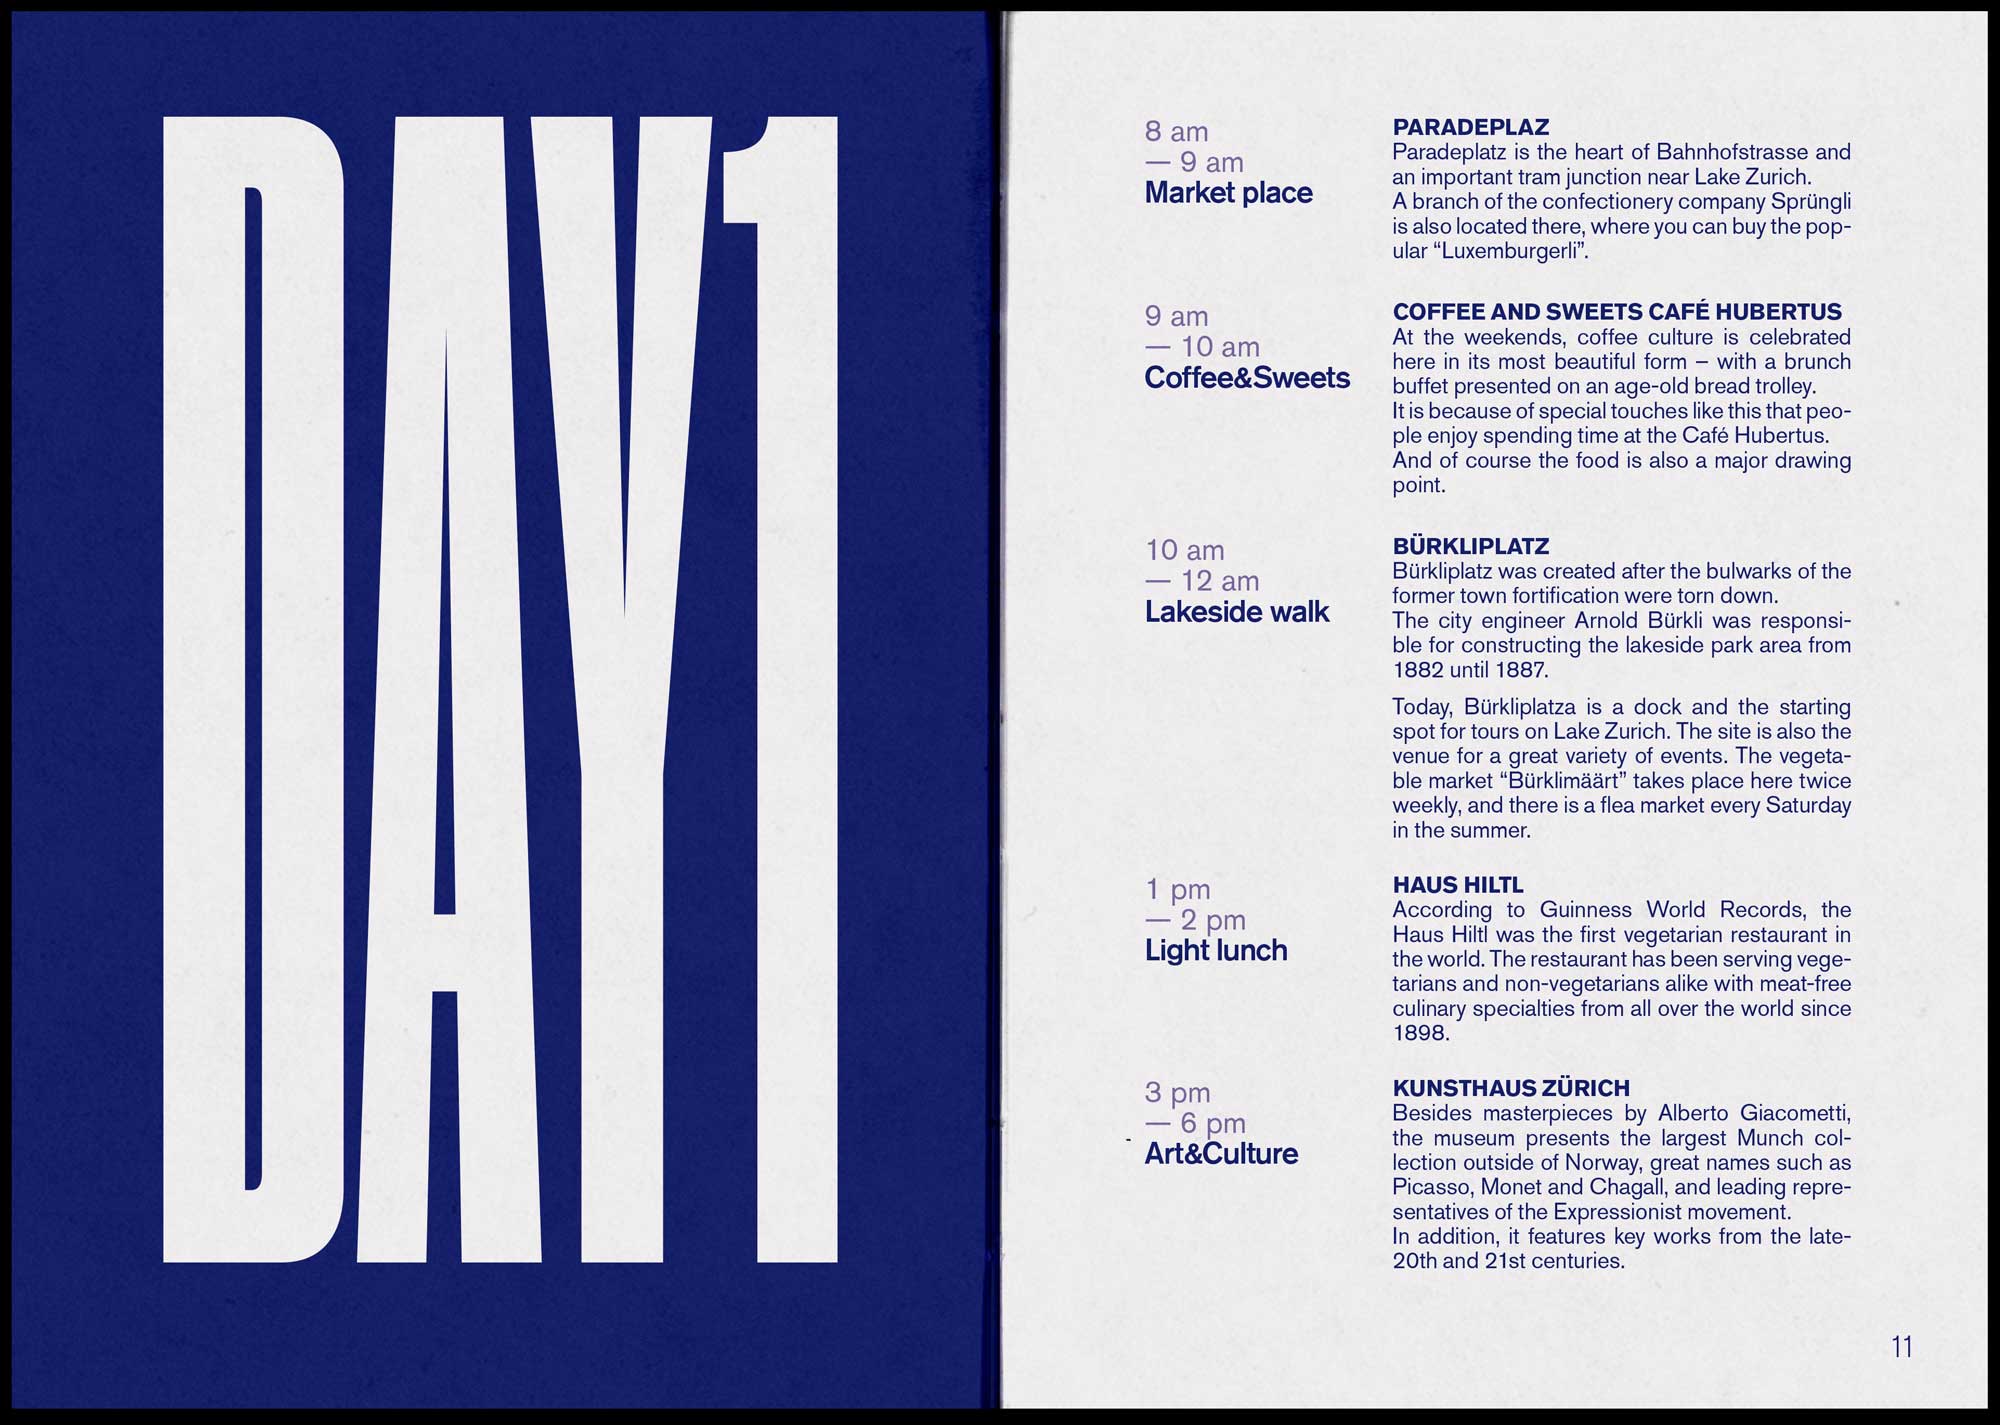 DAY1
8 am
— 9 am
Market place
PARADEPLAZ
Paradeplatz is the heart of Bahnhofstrasse and
an important tram junction near Lake Zurich.
A branch of the confectionery company Sprüngli
is also located there, where you can buy the pop-
ular “Luxemburgerli”.
9 am
— 10 am
Coffee&Sweets
COFFEE AND SWEETS CAFÉ HUBERTUS
At the weekends, coffee culture is celebrated
here in its most beautiful form – with a brunch
buffet presented on an age-old bread trolley.
It is because of special touches like this that peo-
ple enjoy spending time at the Café Hubertus.
And of course the food is also a major drawing
point.
10 am
— 12 am
Lakeside walk
BÜRKLIPLATZ
Bürkliplatz was created after the bulwarks of the
former town fortification were torn down.
The city engineer Arnold Bürkli was responsi-
ble for constructing the lakeside park area from
1882 until 1887.
Today, Bürkliplatza is a dock and the starting
spot for tours on Lake Zurich. The site is also the
venue for a great variety of events. The vegeta-
ble market “Bürklimäärt” takes place here twice
weekly, and there is a flea market every Saturday
in the summer.
1 pm
— 2 pm
Light lunch
HAUS HILTL
According to Guinness World Records, the
Haus Hiltl was the first vegetarian restaurant in
the world. The restaurant has been serving vege-
tarians and non-vegetarians alike with meat-free
culinary specialties from all over the world since
1898.
3 pm
— 6 pm
Art&Culture
KUNSTHAUS ZÜRICH
Besides masterpieces by Alberto Giacometti,
the museum presents the largest Munch col-
lection outside of Norway, great names such as
Picasso, Monet and Chagall, and leading repre-
sentatives of the Expressionist movement.
In addition, it features key works from the late-
20th and 21st centuries.
11